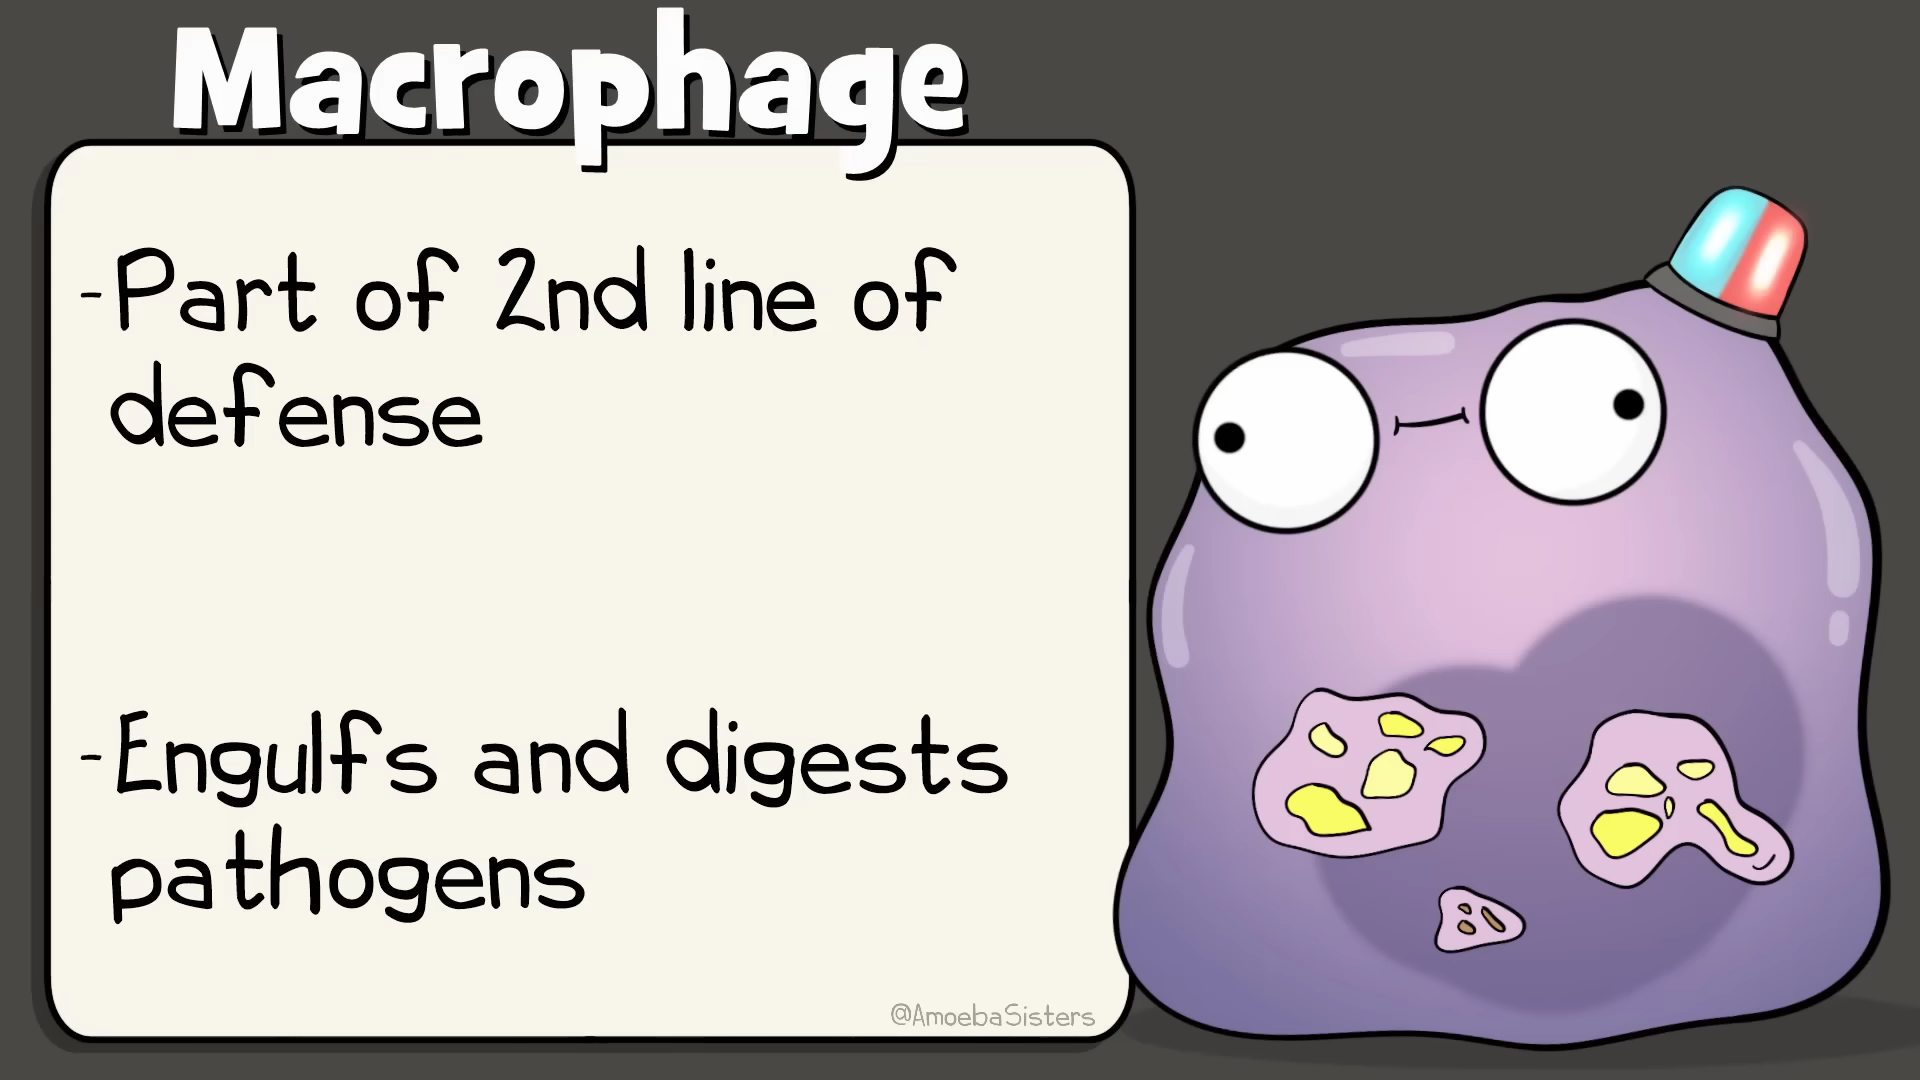 Macrophage
-Part of 2nd line of
defense
-Engulfs and digests
pathogens
@AmoebaSisters